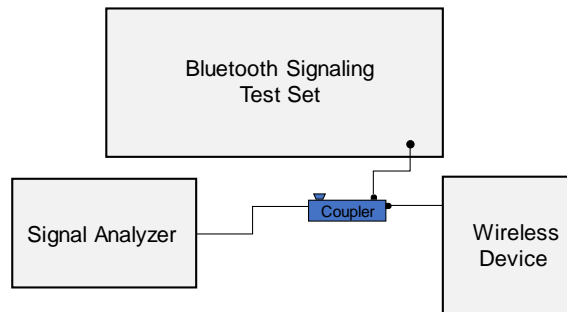 Bluetooth Signaling
Test Set
Coupler
Signal Analyzer
Wireless
Device